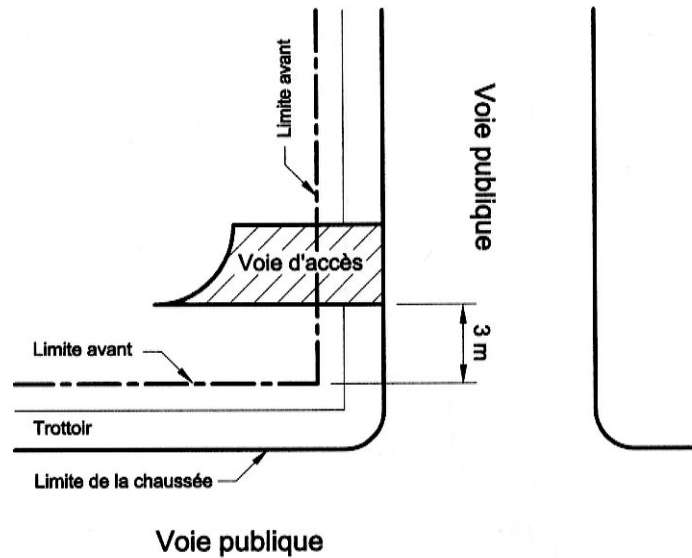 Limite avant
Voie publique
Voie d'accès
3 m
Limite avant
Trottoir
Limite de la chaussée
Voie publique